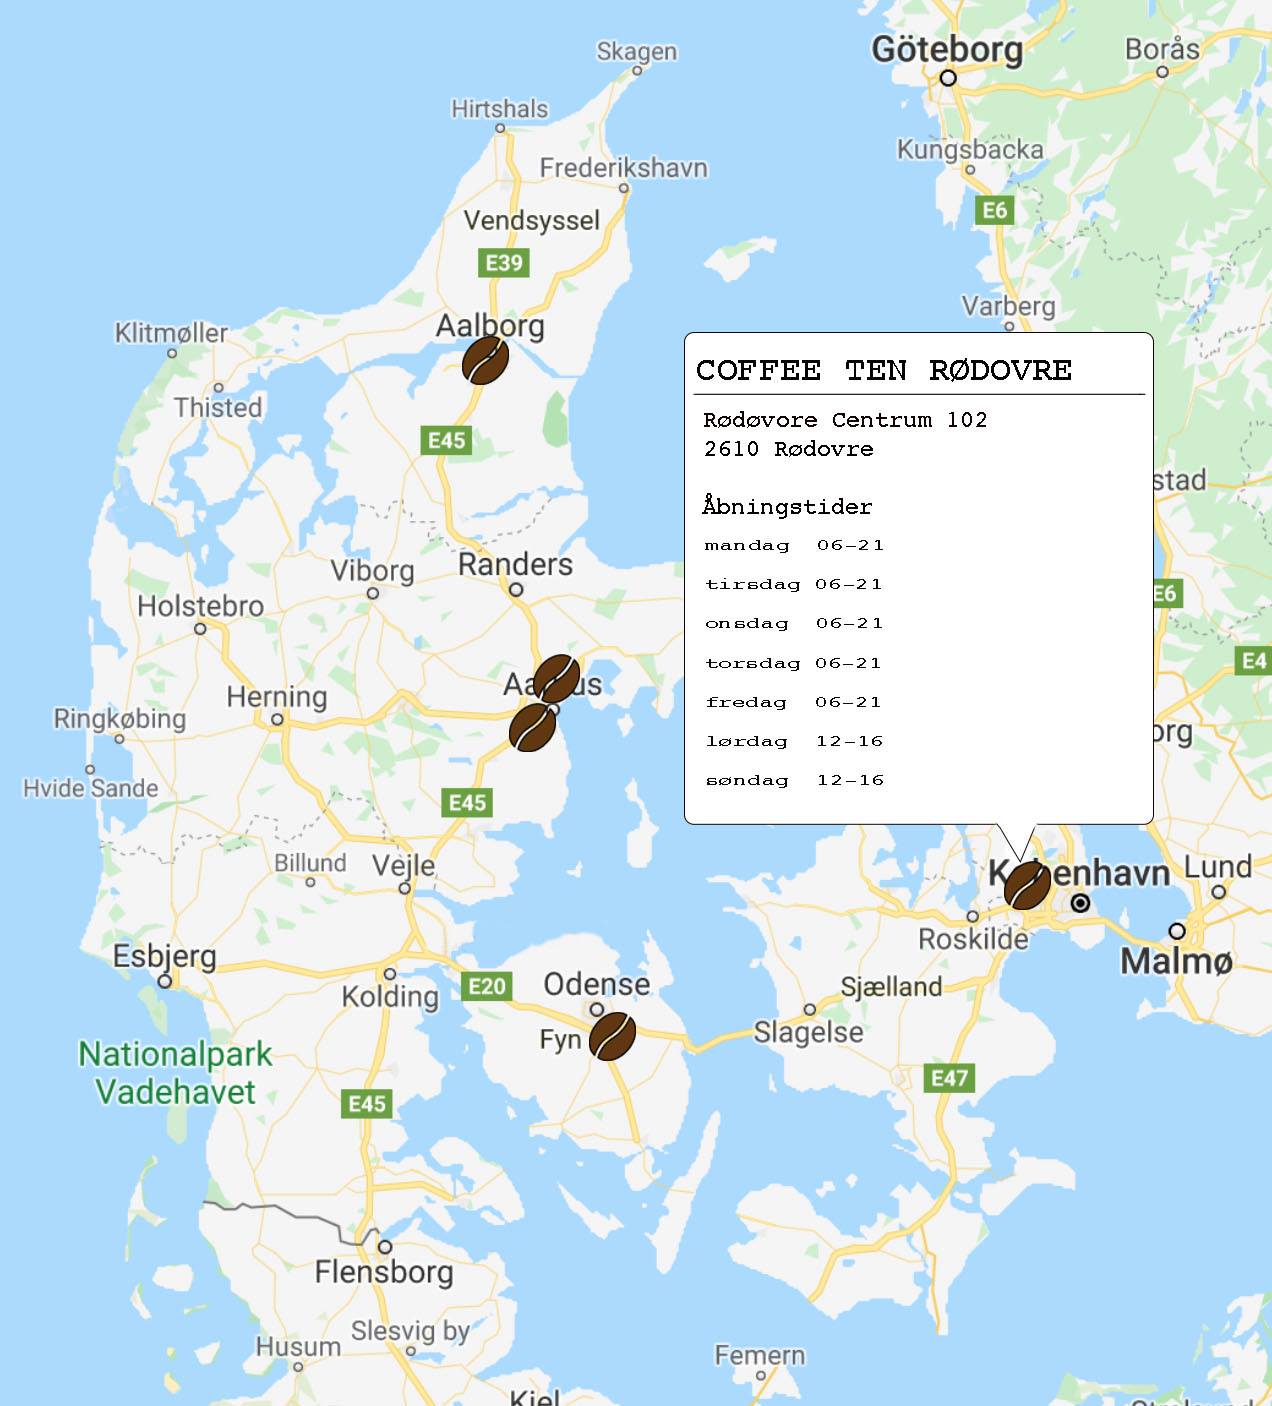 Skagen
Göteborg
Borås
Hirtshals
Kungsbacka
Frederikshavn
E6
Vendsyssel
E39
Varberg
Aalborg
Klitmøller
Thisted
E45
COFFEE TEN RØDOVRE
Rødøvore Centrum 102
2610 Rødovre
Åbningstider
mandag 06-21
tirsdag 06-21
onsdag 06-21
torsdag 06-21
fredag 06-21
lørdag 12-16
søndag 12-16
stad
E6
E4
org
Randers
Viborg
Holstebro
Herning
Ringkøbing
Hvide Sande
E45
Billund
Vejle
København
Lund
Roskilde
Malmø
Esbjerg
Kolding
E20
Odense
Fyn
Sjælland
Slagelse
Nationalpark
Vadehavet
E45
E47
Flensborg
Slesvig by
Husum
Femern
Kiel